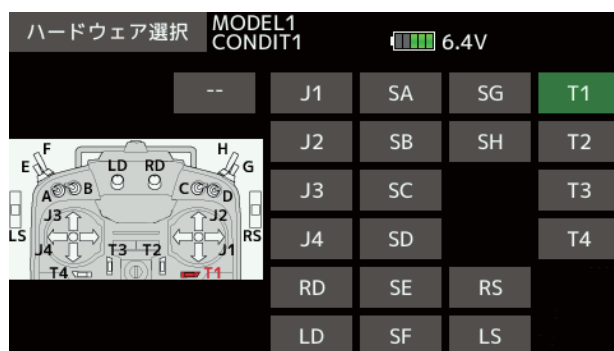 ハードウェア選択 MODEL1
CONDIT1 6.4V
-- J1 SA SG T1
J2 SB SH T2
J3 SC T3
J4 SD T4
RD SE RS
LD SF LS
F H
E LD RD G
A B C D
J3 J2
LS RS
J4 T3 T2 J1
T4 T1